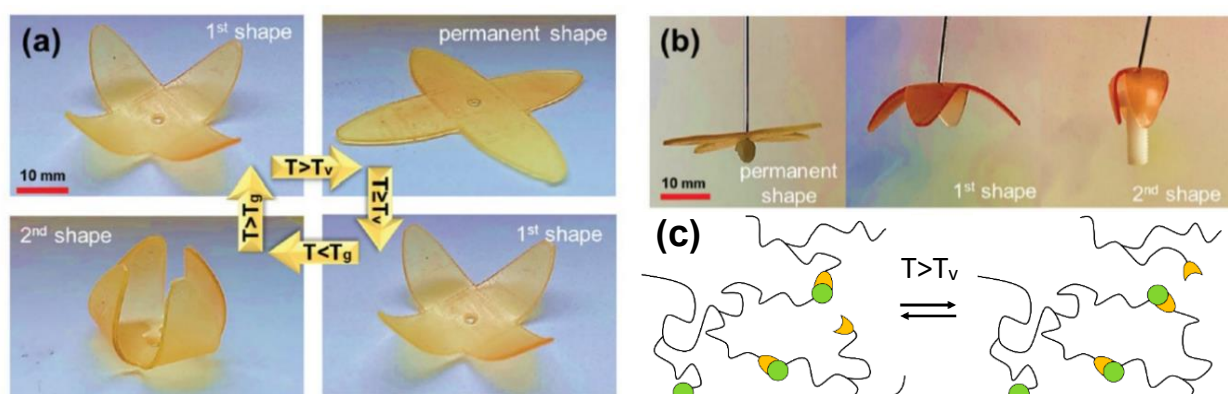 (a)
1st shape
10 mm
permanent shape
T>Tv
T≥Tv
T<Tg
T>Tg
2nd shape
1st shape
(b)
10 mm
permanent
shape
1st shape
2nd shape
(c)
T>Tv